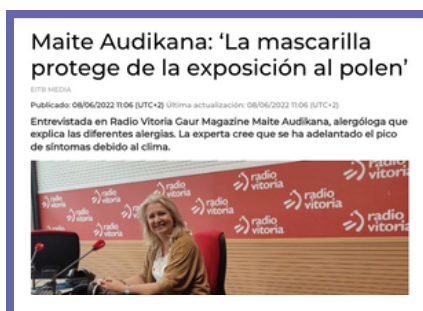 Maite Audikana: ‘La mascarilla
protege de la exposición al polen’
EITB MEDIA
Publicado: 08/06/2022 11:06 (UTC+2) Última actualización: 08/06/2022 11:06 (UTC+2)
Entrevistada en Radio Vitoria Gaur Magazine Maite Audikana, alergóloga que
explica las diferentes alergias. La experta cree que se ha adelantado el pico
de síntomas debido al clima.
radio vitoria
radio vitoria
radio vitoria
radio vitoria
radio vitoria
radio vitoria
radio vitoria